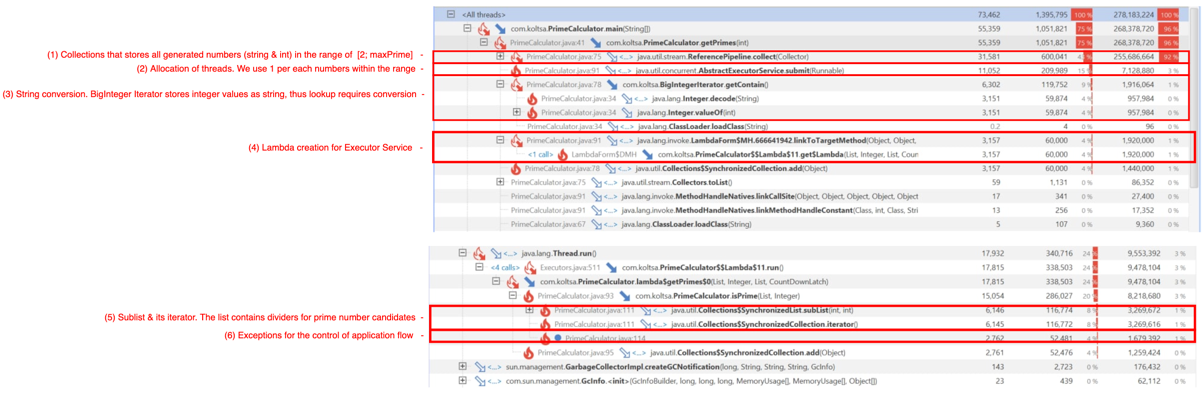 <All threads> 73,462 1,395,795 100 % 278,183,224 100 %
com.koltsa.PrimeCalculator.main(String[]) 55,359 1,051,821 75 % 268,378,720 96 %
PrimeCalculator.java:41 com.koltsa.PrimeCalculator.getPrimes(int) 55,359 1,051,821 75 % 268,378,720 96 %
(1) Collections that stores all generated numbers (string & int) in the range of [2; maxPrime] - PrimeCalculator.java:75 <...> java.util.stream.ReferencePipeline.collect(Collector) 31,581 600,041 255,686,664 92 %
(2) Allocation of threads. We use 1 per each numbers within the range - PrimeCalculator.java:91 <...> java.util.concurrent.AbstractExecutorService.submit(Runnable) 11,052 209,989 15 % 7,128,880 3 %
PrimeCalculator.java:78 com.koltsa.BigIntegerIterator.getContain() 6,302 119,752 9 % 1,916,064 1 %
(3) String conversion. BigInteger Iterator stores integer values as string, thus lookup requires conversion - PrimeCalculator.java:34 <...> java.lang.Integer.decode(String) 3,151 59,874 4 % 957,984 0 %
PrimeCalculator.java:34 <...> java.lang.Integer.valueOf(int) 3,151 59,874 4 % 957,984 0 %
PrimeCalculator.java:34 <...> java.lang.ClassLoader.loadClass(String) 0.2 4 0 % 96 0 %
PrimeCalculator.java:91 <...> java.lang.invoke.LambdaForm$MH.666641942.linkToTargetMethod(Object, Object, 3,157 60,000 4 % 1,920,000 1 %
(4) Lambda creation for Executor Service - <1 call> LambdaForm$DMH com.koltsa.PrimeCalculator$$Lambda$11.get$Lambda(List, Integer, List, Coun 3,157 60,000 4 % 1,920,000 1 %
PrimeCalculator.java:78 <...> java.util.Collections$SynchronizedCollection.add(Object) 3,157 60,000 4 % 1,440,000 1 %
PrimeCalculator.java:75 <...> java.util.stream.Collectors.toList() 59 1,131 0 % 86,352 0 %
PrimeCalculator.java:91 <...> java.lang.invoke.MethodHandleNatives.linkCallSite(Object, Object, Object, Object, Object, 17 341 0 % 27,400 0 %
PrimeCalculator.java:91 <...> java.lang.invoke.MethodHandleNatives.linkMethodHandleConstant(Class, int, Class, Stri 13 256 0 % 17,352 0 %
PrimeCalculator.java:67 <...> java.lang.ClassLoader.loadClass(String) 5 107 0 % 9,360 0 %
<...> java.lang.Thread.run() 17,932 340,716 24 % 9,553,392 3 %
<4 calls> Executors.java:511 com.koltsa.PrimeCalculator$$Lambda$11.run() 17,815 338,503 24 % 9,478,104 3 %
com.koltsa.PrimeCalculator.lambda$getPrimes$0(List, Integer, List, CountDownLatch) 17,815 338,503 24 % 9,478,104 3 %
PrimeCalculator.java:93 com.koltsa.PrimeCalculator.isPrime(List, Integer) 15,054 286,027 20 % 8,218,680 3 %
(5) Sublist & its iterator. The list contains dividers for prime number candidates - PrimeCalculator.java:111 <...> java.util.Collections$SynchronizedList.subList(int, int) 6,146 116,774 8 % 3,269,672 1 %
PrimeCalculator.java:111 <...> java.util.Collections$SynchronizedCollection.iterator() 6,145 116,772 8 % 3,269,616 1 %
(6) Exceptions for the control of application flow - PrimeCalculator.java:114 2,762 52,481 4 % 1,679,392 1 %
PrimeCalculator.java:95 <...> java.util.Collections$SynchronizedCollection.add(Object) 2,761 52,476 4 % 1,259,424 0 %
<...> sun.management.GarbageCollectorImpl.createGCNotification(long, String, String, String, GcInfo) 143 2,723 0 % 176,432 0 %
<...> com.sun.management.GcInfo.<init>(GcInfoBuilder, long, long, long, MemoryUsage[], MemoryUsage[], Object[]) 23 439 0 % 62,112 0 %